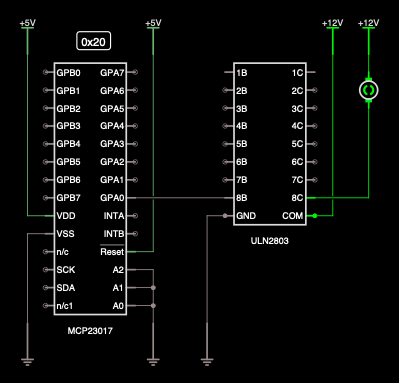 +5V +5V +12V +12V
0x20
GPB0 GPA7 1B 1C
GPB1 GPA6 2B 2C
GPB2 GPA5 3B 3C
GPB3 GPA4 4B 4C
GPB4 GPA3 5B 5C
GPB5 GPA2 6B 6C
GPB6 GPA1 7B 7C
GPB7 GPA0 8B 8C
VDD INTA GND COM
VSS INTB
ULN2803
n/c Reset
SCK A2
SDA A1
n/c1 A0
MCP23017